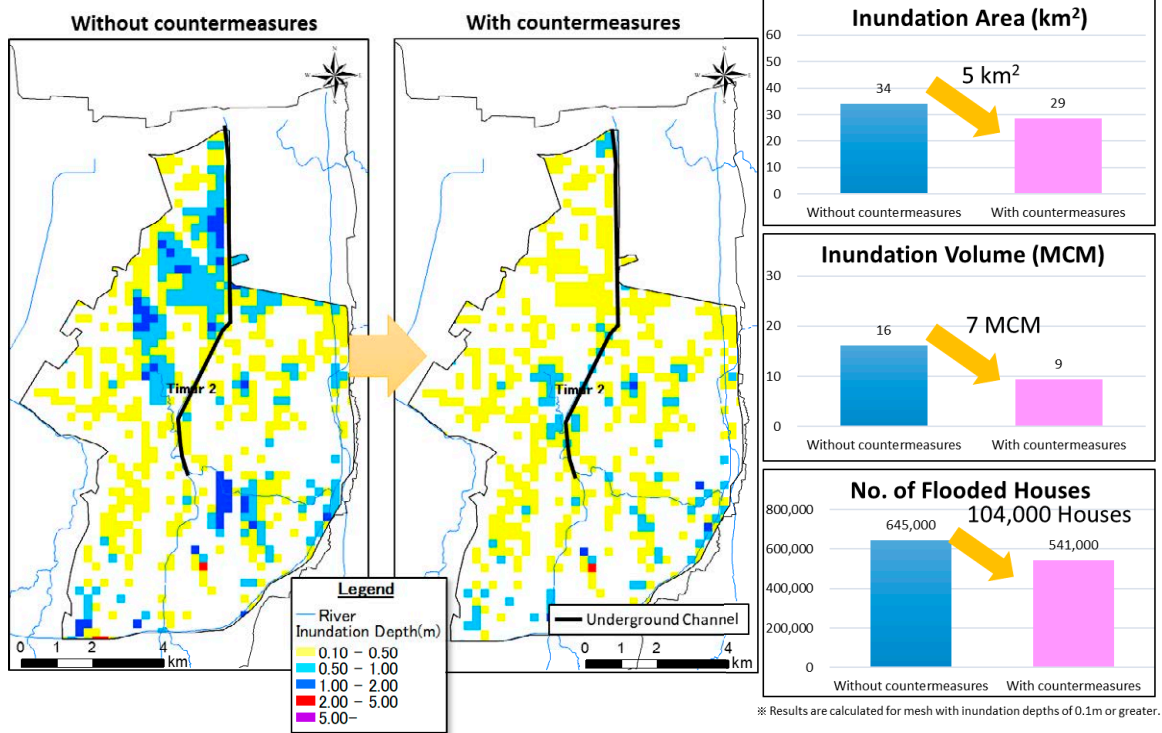 Without countermeasures
N
W E
S
Timur 2
0 1 2 4
km
Legend
River
Inundation Depth(m)
0.10 – 0.50
0.50 – 1.00
1.00 – 2.00
2.00 – 5.00
5.00–
With countermeasures
N
W E
S
Timur 2
Underground Channel
0 1 2 4
km
Inundation Area (km²)
60
50
40
30
20
10
0
34
5 km²
29
Without countermeasures With countermeasures
Inundation Volume (MCM)
30
20
10
0
16
7 MCM
9
Without countermeasures With countermeasures
No. of Flooded Houses
800,000
600,000
400,000
200,000
0
645,000
104,000 Houses
541,000
Without countermeasures With countermeasures
※ Results are calculated for mesh with inundation depths of 0.1m or greater.